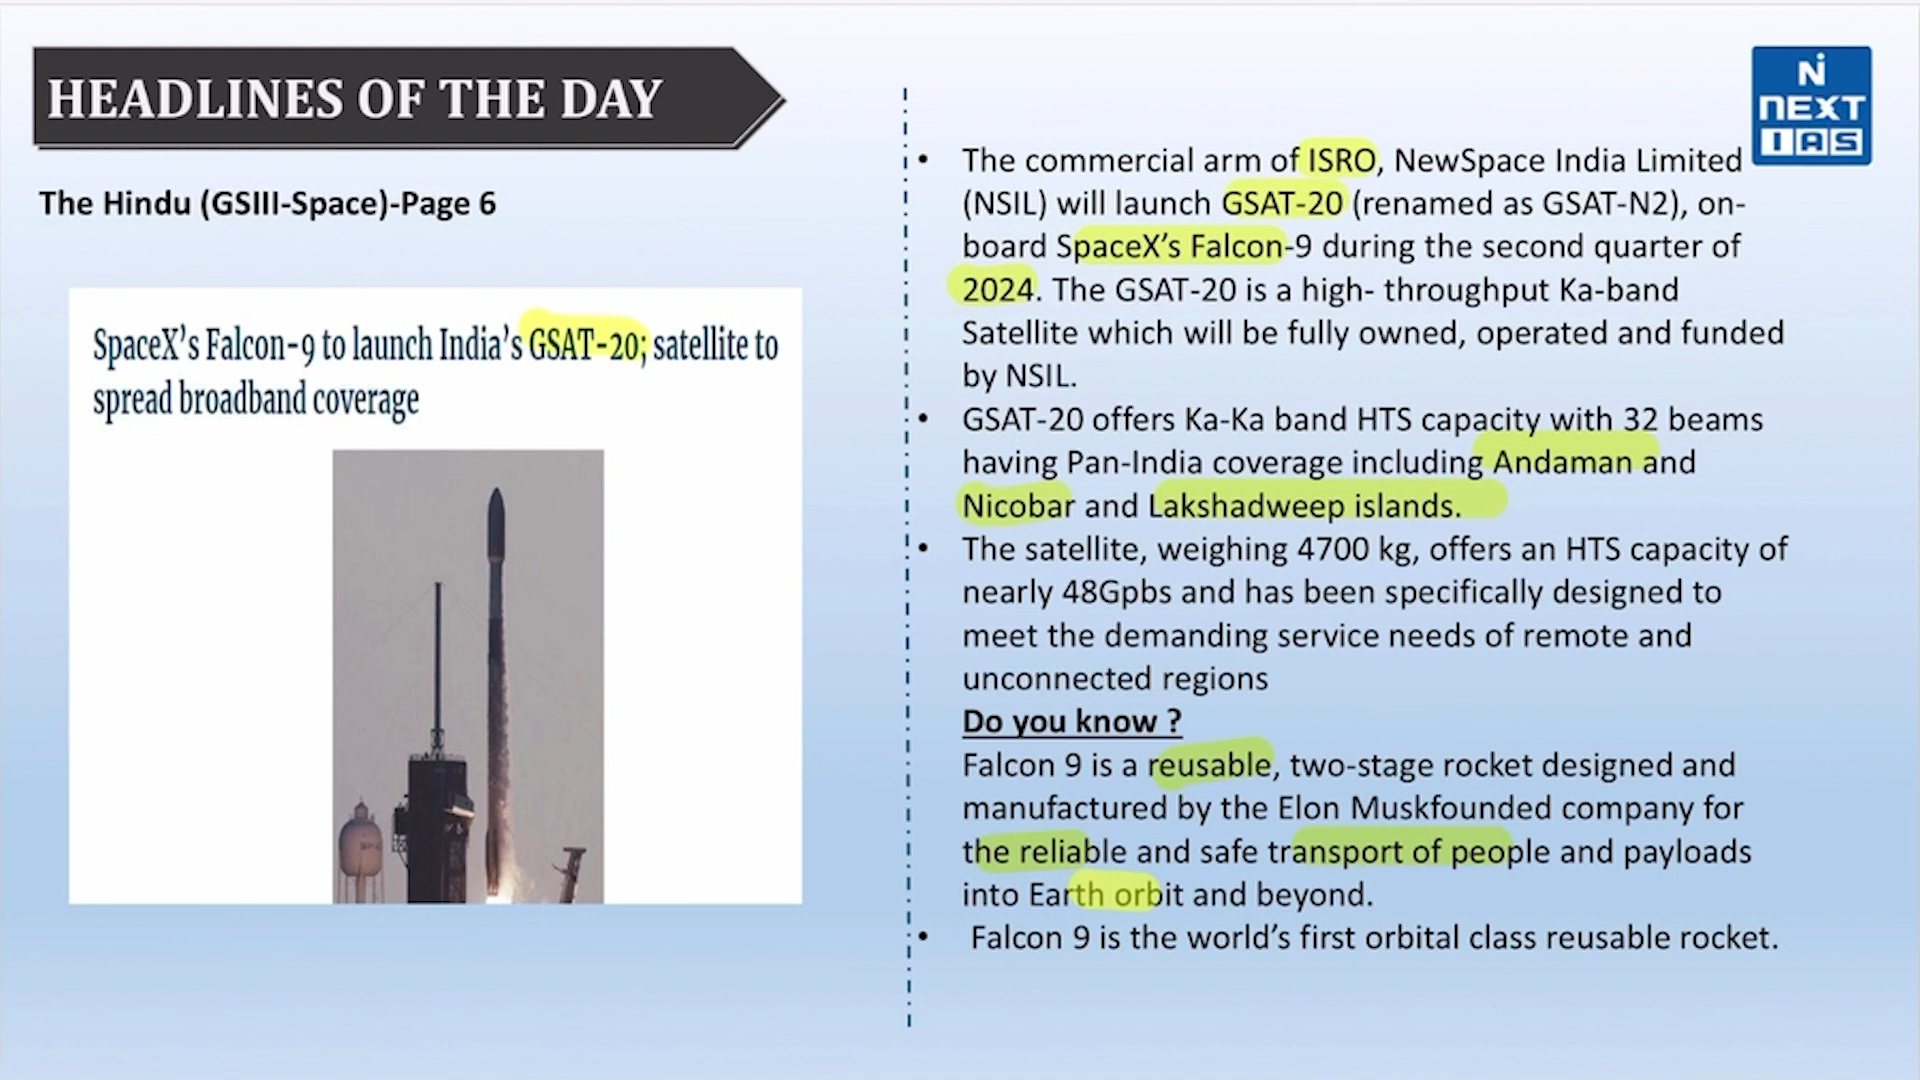 HEADLINES OF THE DAY
The Hindu (GSIII-Space)-Page 6
SpaceX's Falcon-9 to launch India's GSAT-20; satellite to
spread broadband coverage
N
NEXT
IAS
• The commercial arm of ISRO, NewSpace India Limited
(NSIL) will launch GSAT-20 (renamed as GSAT-N2), on-
board SpaceX's Falcon-9 during the second quarter of
2024. The GSAT-20 is a high- throughput Ka-band
Satellite which will be fully owned, operated and funded
by NSIL.
• GSAT-20 offers Ka-Ka band HTS capacity with 32 beams
having Pan-India coverage including Andaman and
Nicobar and Lakshadweep islands.
• The satellite, weighing 4700 kg, offers an HTS capacity of
nearly 48Gpbs and has been specifically designed to
meet the demanding service needs of remote and
unconnected regions
Do you know ?
Falcon 9 is a reusable, two-stage rocket designed and
manufactured by the Elon Muskfounded company for
the reliable and safe transport of people and payloads
into Earth orbit and beyond.
• Falcon 9 is the world's first orbital class reusable rocket.